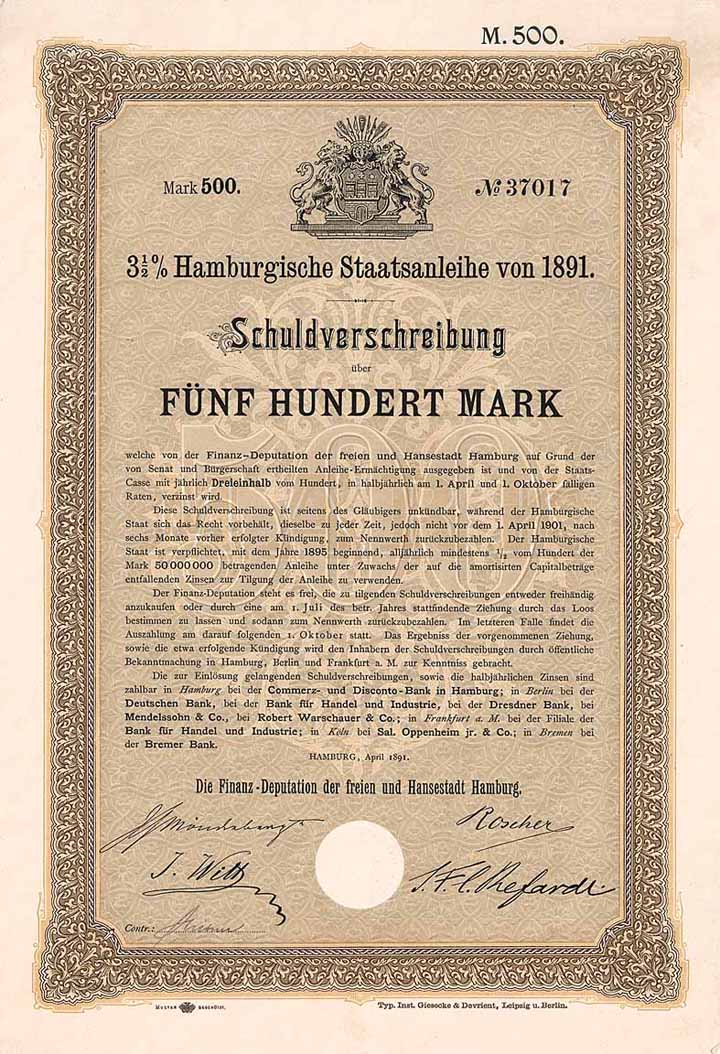 M. 500.
Mark 500.
№ 37017
3½% Hamburgische Staatsanleihe von 1891.
Schuldverschreibung
über
FÜNF HUNDERT MARK
welche von der Finanz-Deputation der freien und Hansestadt Hamburg auf Grund der
von Senat und Bürgerschaft ertheilten Anleihe-Ermächtigung ausgegeben ist und von der Staats-
Casse mit jährlich Dreieinhalb vom Hundert, in halbjährlich am 1. April und 1. Oktober fälligen
Raten, verzinst wird.
Diese Schuldverschreibung ist seitens des Gläubigers unkündbar, während der Hamburgische
Staat sich das Recht vorbehält, dieselbe zu jeder Zeit, jedoch nicht vor dem 1. April 1901, nach
sechs Monate vorher erfolgter Kündigung, zum Nennwerth zurückzubezahlen. Der Hamburgische
Staat ist verpflichtet, mit dem Jahre 1895 beginnend, alljährlich mindestens ½ vom Hundert der
Mark 50 000 000 betragenden Anleihe unter Zuwachs der auf die amortisirten Capitalbeträge
entfallenden Zinsen zur Tilgung der Anleihe zu verwenden.
Der Finanz-Deputation steht es frei, die zu tilgenden Schuldverschreibungen entweder freihändig
anzukaufen oder durch eine am 1. Juli des betr. Jahres stattfindende Ziehung durch das Loos
bestimmen zu lassen und sodann zum Nennwerth zurückzubezahlen. Im letzteren Falle findet die
Auszahlung am darauf folgenden 1. Oktober statt. Das Ergebniss der vorgenommenen Ziehung,
sowie die etwa erfolgende Kündigung wird den Inhabern der Schuldverschreibungen durch öffentliche
Bekanntmachung in Hamburg, Berlin und Frankfurt a. M. zur Kenntniss gebracht.
Die zur Einlösung gelangenden Schuldverschreibungen, sowie die halbjährlichen Zinsen sind
zahlbar in Hamburg bei der Commerz- und Disconto-Bank in Hamburg; in Berlin bei der
Deutschen Bank, bei der Bank für Handel und Industrie, bei der Dresdner Bank, bei
Mendelssohn & Co., bei Robert Warschauer & Co.; in Frankfurt a. M. bei der Filiale der
Bank für Handel und Industrie; in Köln bei Sal. Oppenheim jr. & Co.; in Bremen bei
der Bremer Bank.
HAMBURG, April 1891.
Die Finanz-Deputation der freien und Hansestadt Hamburg.
Roscher
J. Witt
S. F. C. Refardt
Contr.:
MUSTER GESCHÜTZT.
Typ. Inst. Giesecke & Devrient, Leipzig u. Berlin.